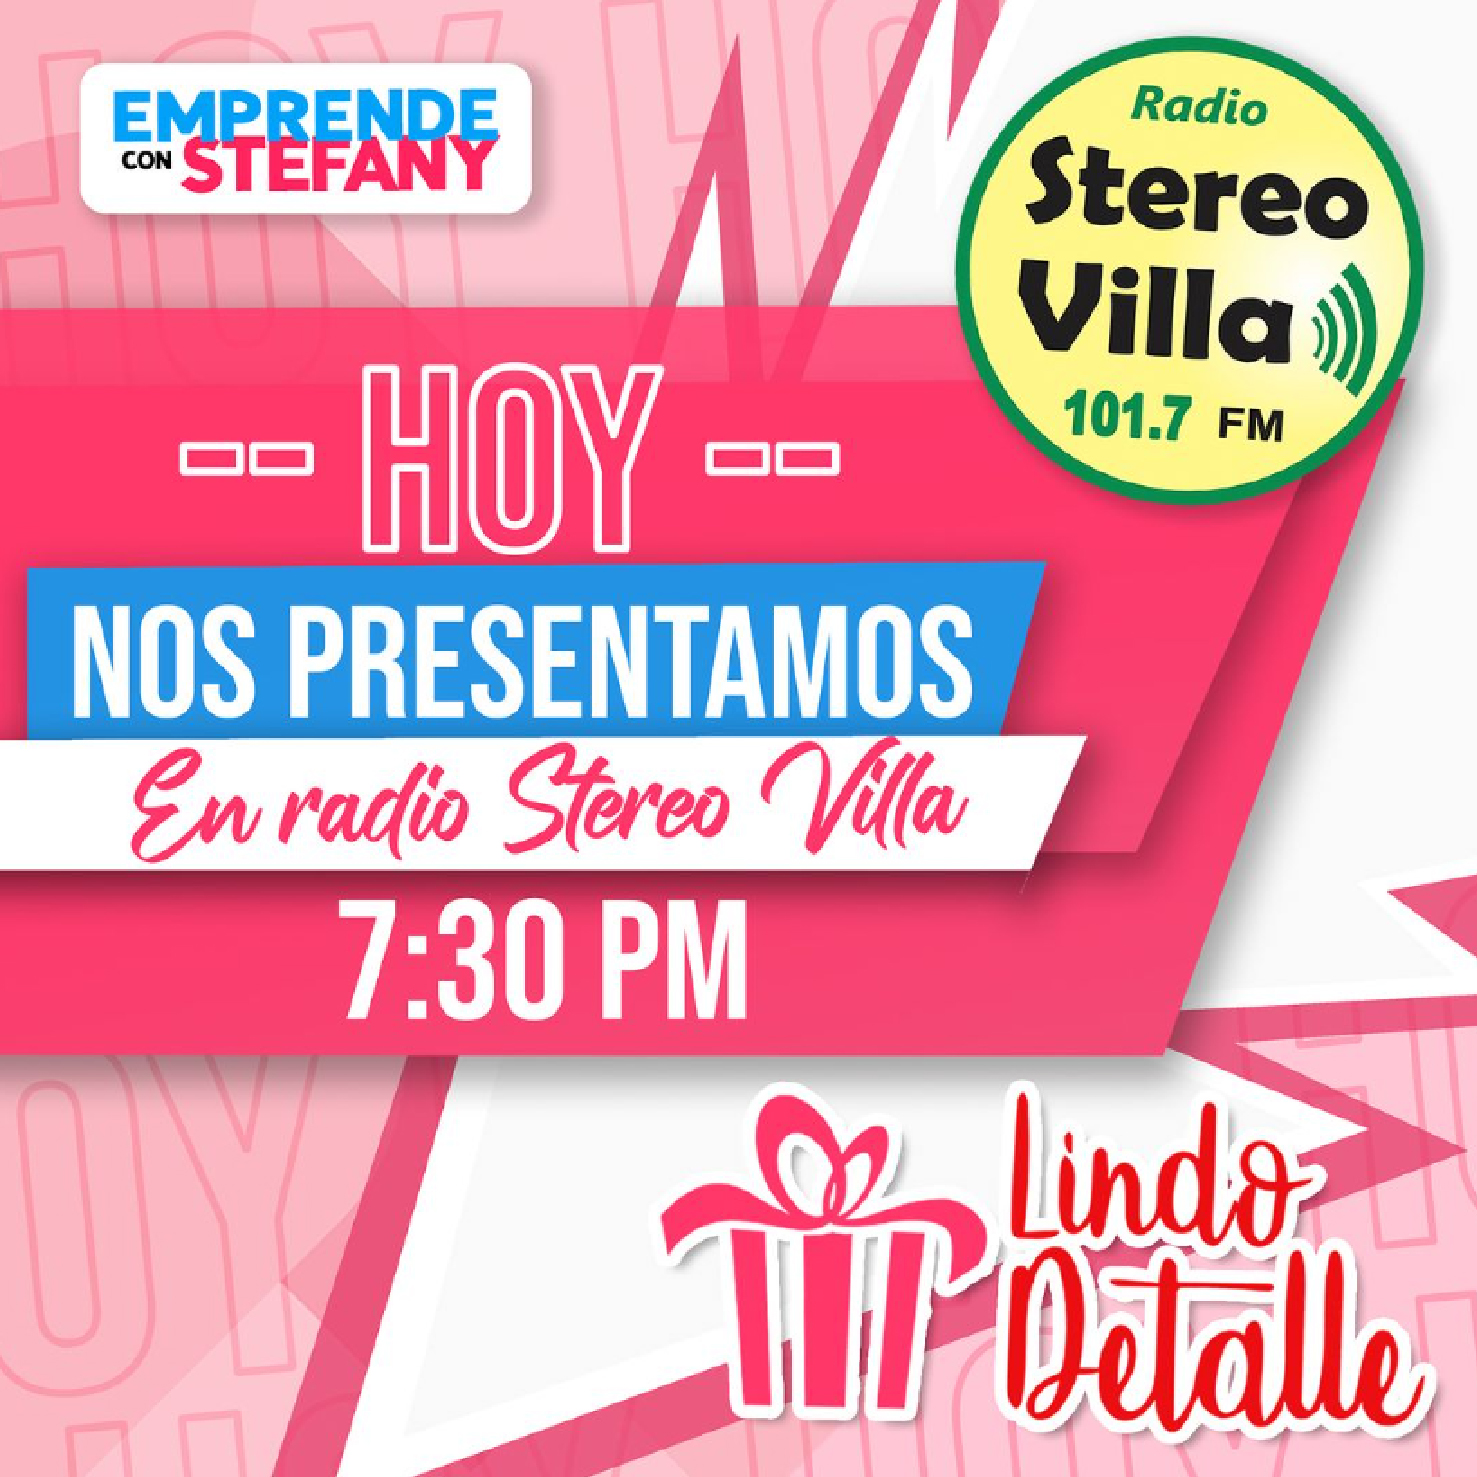 EMPRENDE
CON STEFANY
Radio
Stereo
Villa
101.7 FM
-- HOY --
NOS PRESENTAMOS
En radio Stereo Villa
7:30 PM
Lindo
Detalle